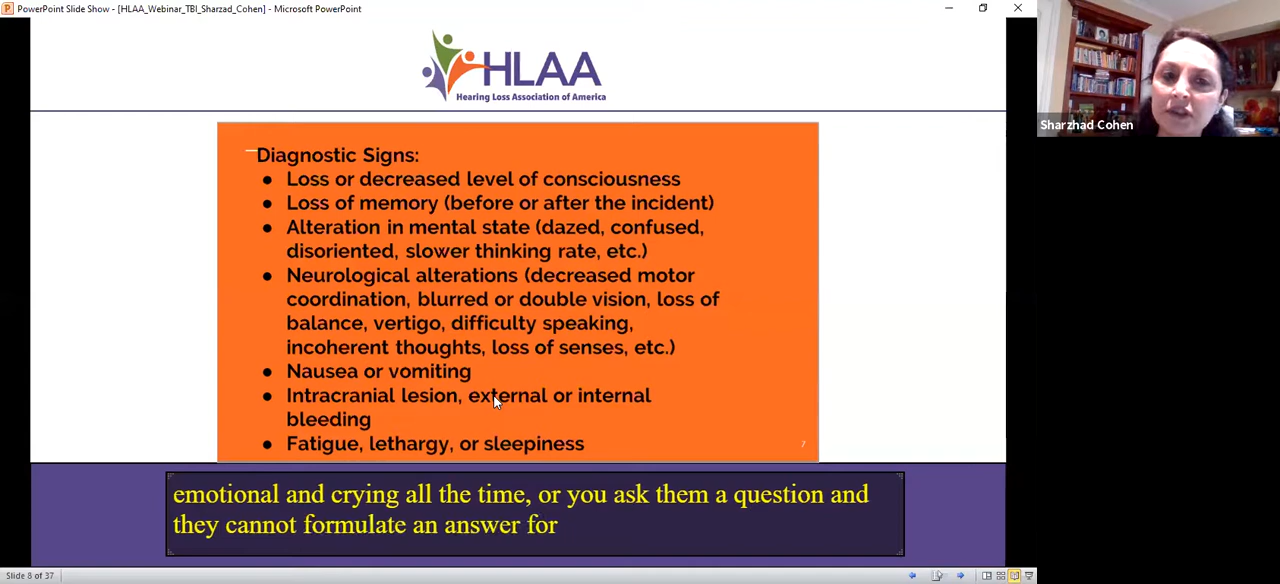 PowerPoint Slide Show - [HLAA_Webinar_TBI_Sharzad_Cohen] - Microsoft PowerPoint
HLAA
Hearing Loss Association of America
Sharzhad Cohen
Diagnostic Signs:
● Loss or decreased level of consciousness
● Loss of memory (before or after the incident)
● Alteration in mental state (dazed, confused,
disoriented, slower thinking rate, etc.)
● Neurological alterations (decreased motor
coordination, blurred or double vision, loss of
balance, vertigo, difficulty speaking,
incoherent thoughts, loss of senses, etc.)
● Nausea or vomiting
● Intracranial lesion, external or internal
bleeding
● Fatigue, lethargy, or sleepiness
7
emotional and crying all the time, or you ask them a question and
they cannot formulate an answer for
Slide 8 of 37